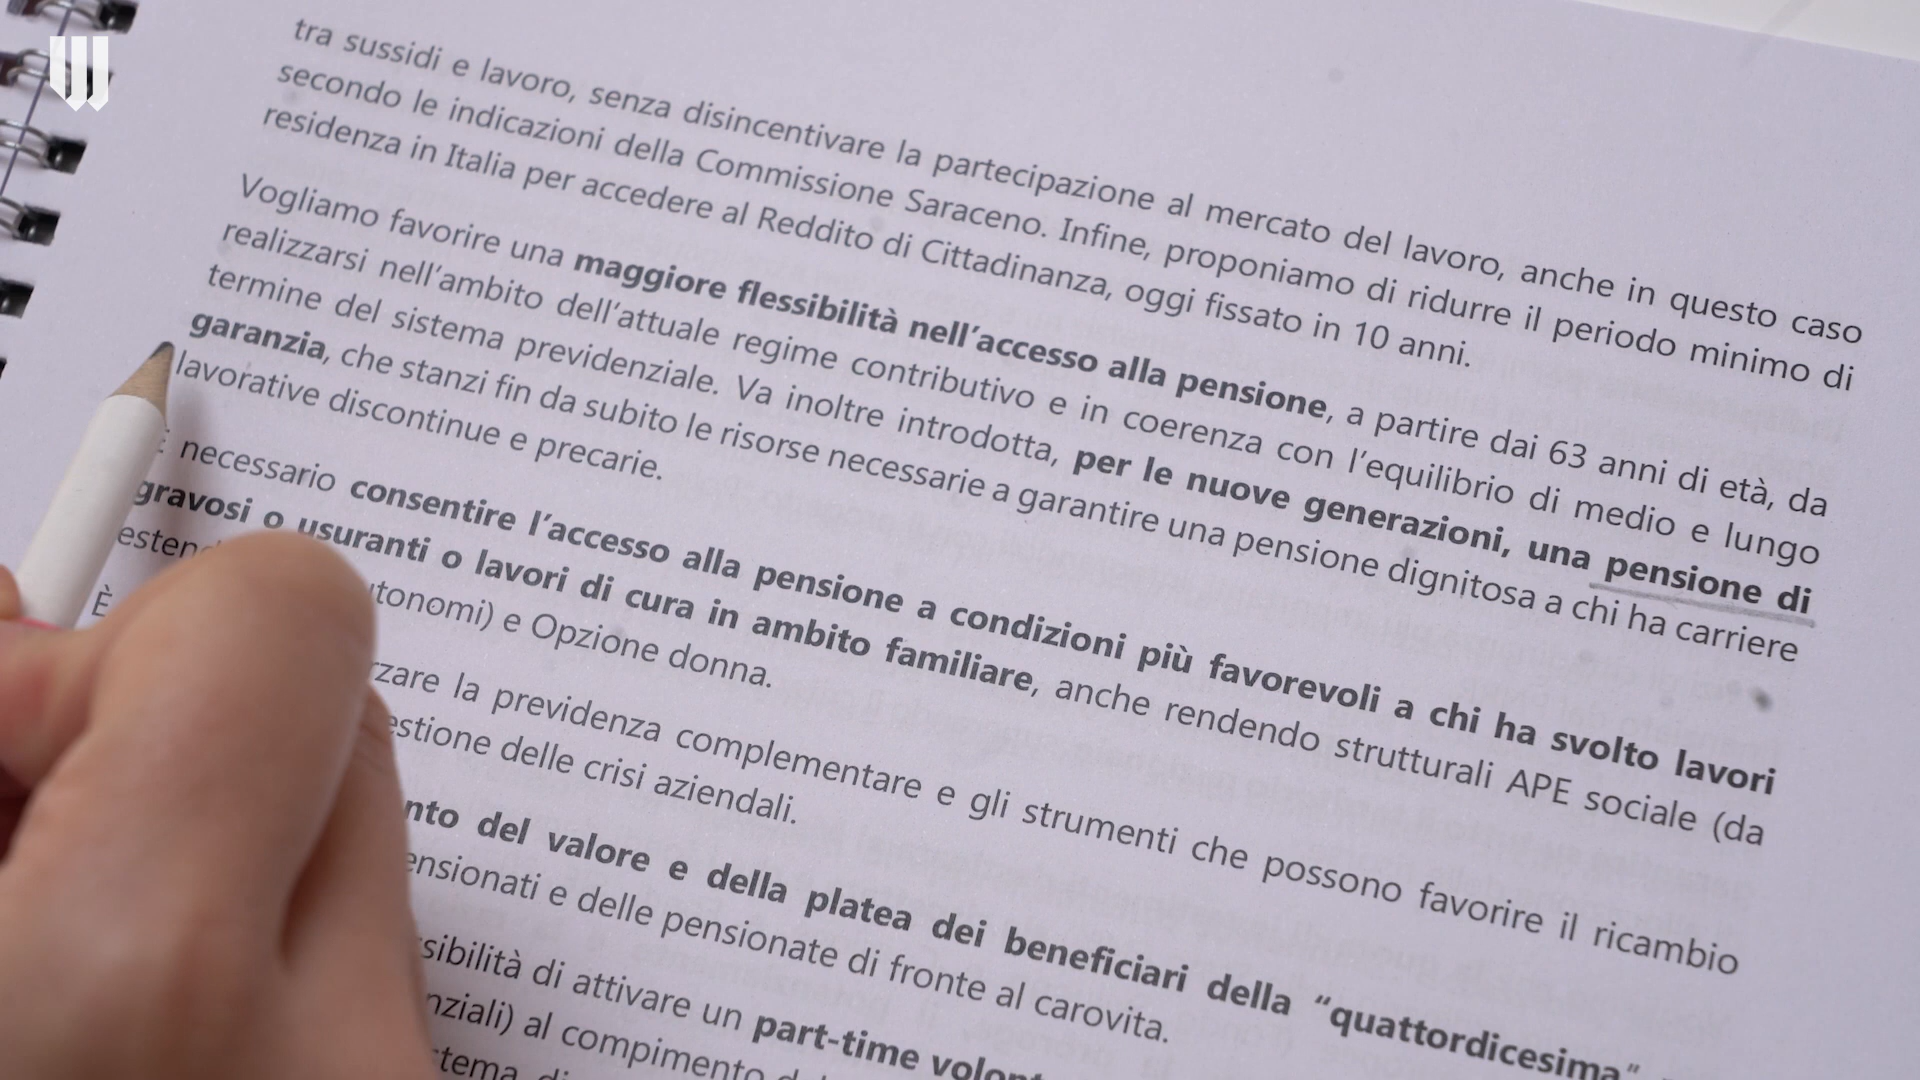 tra sussidi e lavoro, senza disincentivare la partecipazione al mercato del lavoro, anche in questo caso
secondo le indicazioni della Commissione Saraceno. Infine, proponiamo di ridurre il periodo minimo di
residenza in Italia per accedere al Reddito di Cittadinanza, oggi fissato in 10 anni.
Vogliamo favorire una maggiore flessibilità nell’accesso alla pensione, a partire dai 63 anni di età, da
realizzarsi nell’ambito dell’attuale regime contributivo e in coerenza con l’equilibrio di medio e lungo
termine del sistema previdenziale. Va inoltre introdotta, per le nuove generazioni, una pensione di
garanzia, che stanzi fin da subito le risorse necessarie a garantire una pensione dignitosa a chi ha carriere
lavorative discontinue e precarie.
È necessario consentire l’accesso alla pensione a condizioni più favorevoli a chi ha svolto lavori
gravosi o usuranti o lavori di cura in ambito familiare, anche rendendo strutturali APE sociale (da
esten utonomi) e Opzione donna.
È rzare la previdenza complementare e gli strumenti che possono favorire il ricambio
estione delle crisi aziendali.
nto del valore e della platea dei beneficiari della “quattordicesima”
ensionati e delle pensionate di fronte al carovita.
sibilità di attivare un part-time volont
nziali) al compimento
stema di